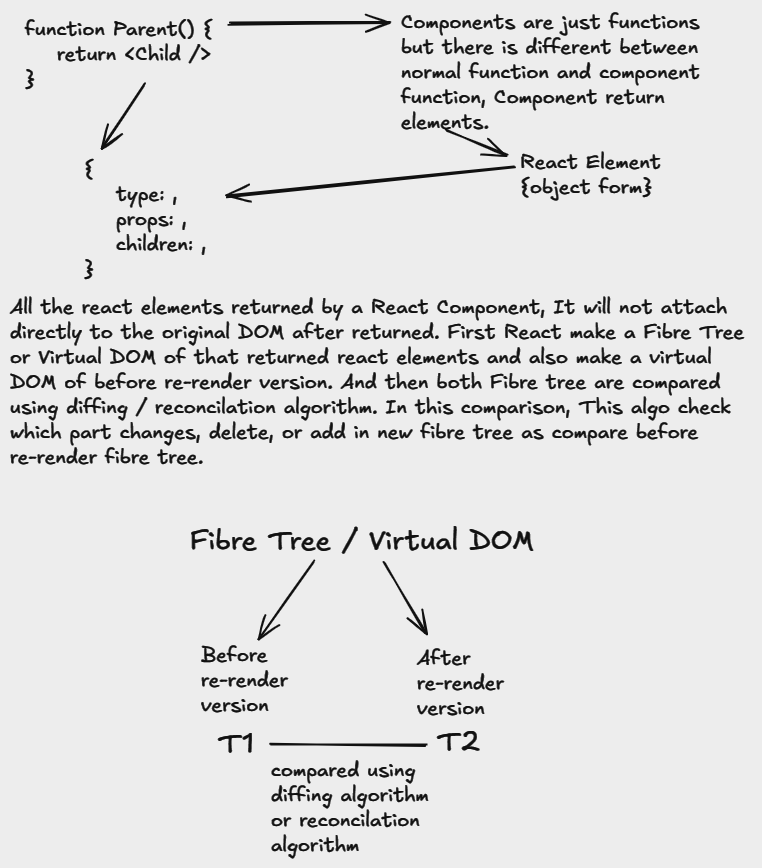 function Parent() {
return <Child />
}
Components are just functions
but there is different between
normal function and component
function, Component return
elements.
React Element
{object form}
{
type: ,
props: ,
children: ,
}
All the react elements returned by a React Component, It will not attach
directly to the original DOM after returned. First React make a Fibre Tree
or Virtual DOM of that returned react elements and also make a virtual
DOM of before re-render version. And then both Fibre tree are compared
using diffing / reconcilation algorithm. In this comparison, This algo check
which part changes, delete, or add in new fibre tree as compare before
re-render fibre tree.
Fibre Tree / Virtual DOM
Before
re-render
version
After
re-render
version
T1
T2
compared using
diffing algorithm
or reconcilation
algorithm